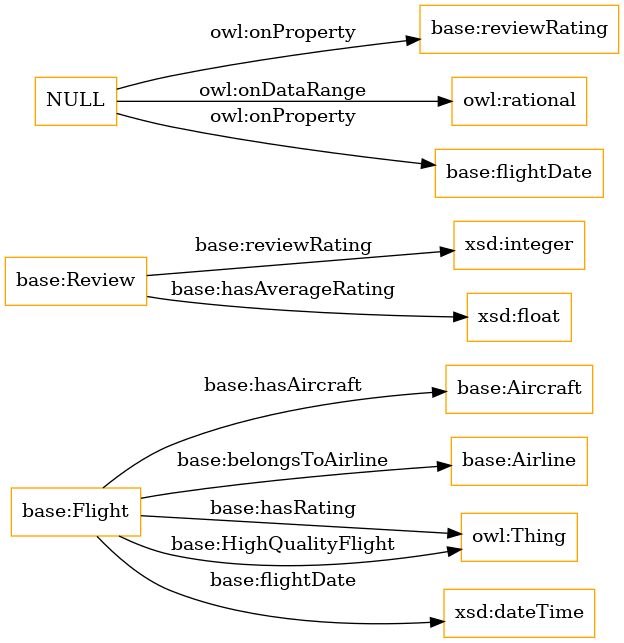 owl:onProperty
base:reviewRating
NULL
owl:onDataRange
owl:rational
owl:onProperty
base:flightDate
base:reviewRating
xsd:integer
base:Review
base:hasAverageRating
xsd:float
base:hasAircraft
base:Aircraft
base:belongsToAirline
base:Airline
base:Flight
base:hasRating
owl:Thing
base:HighQualityFlight
base:flightDate
xsd:dateTime